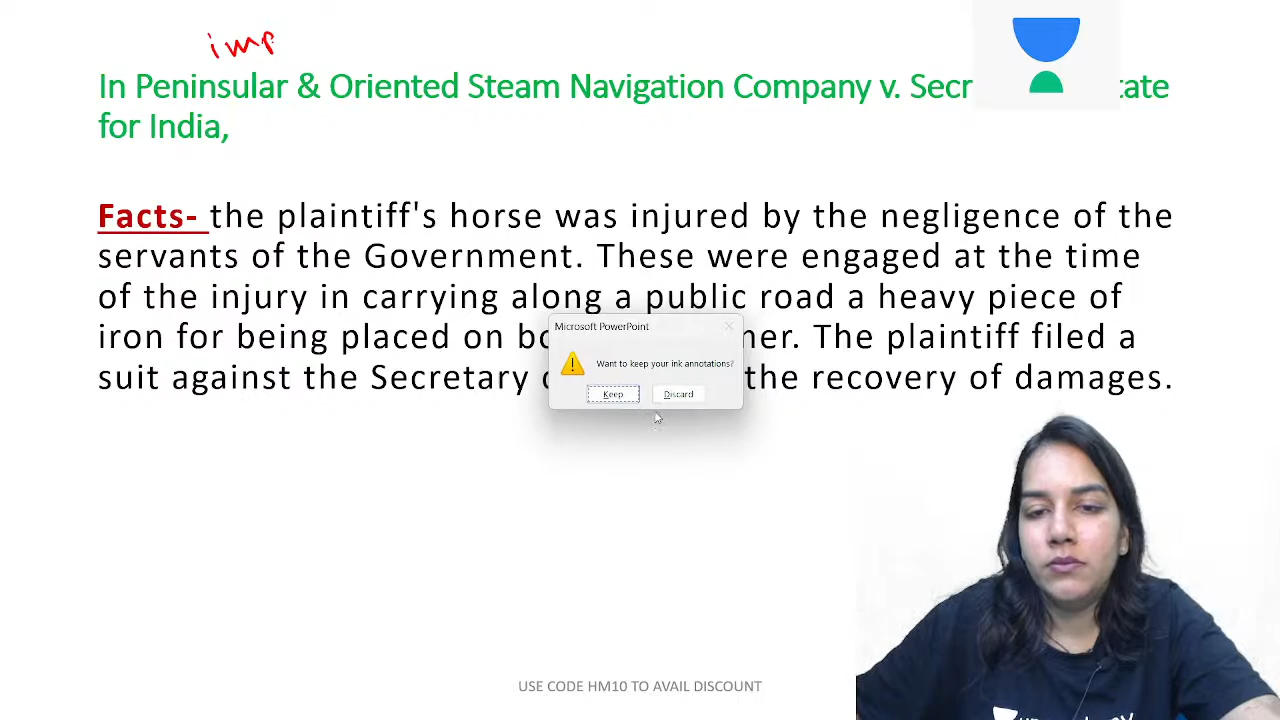 imp
In Peninsular & Oriented Steam Navigation Company v. Secr tate
for India,
Facts- the plaintiff's horse was injured by the negligence of the
servants of the Government. These were engaged at the time
of the injury in carrying along a public road a heavy piece of
iron for being placed on bo her. The plaintiff filed a
suit against the Secretary the recovery of damages.
Microsoft PowerPoint
Want to keep your ink annotations?
Keep Discard
USE CODE HM10 TO AVAIL DISCOUNT